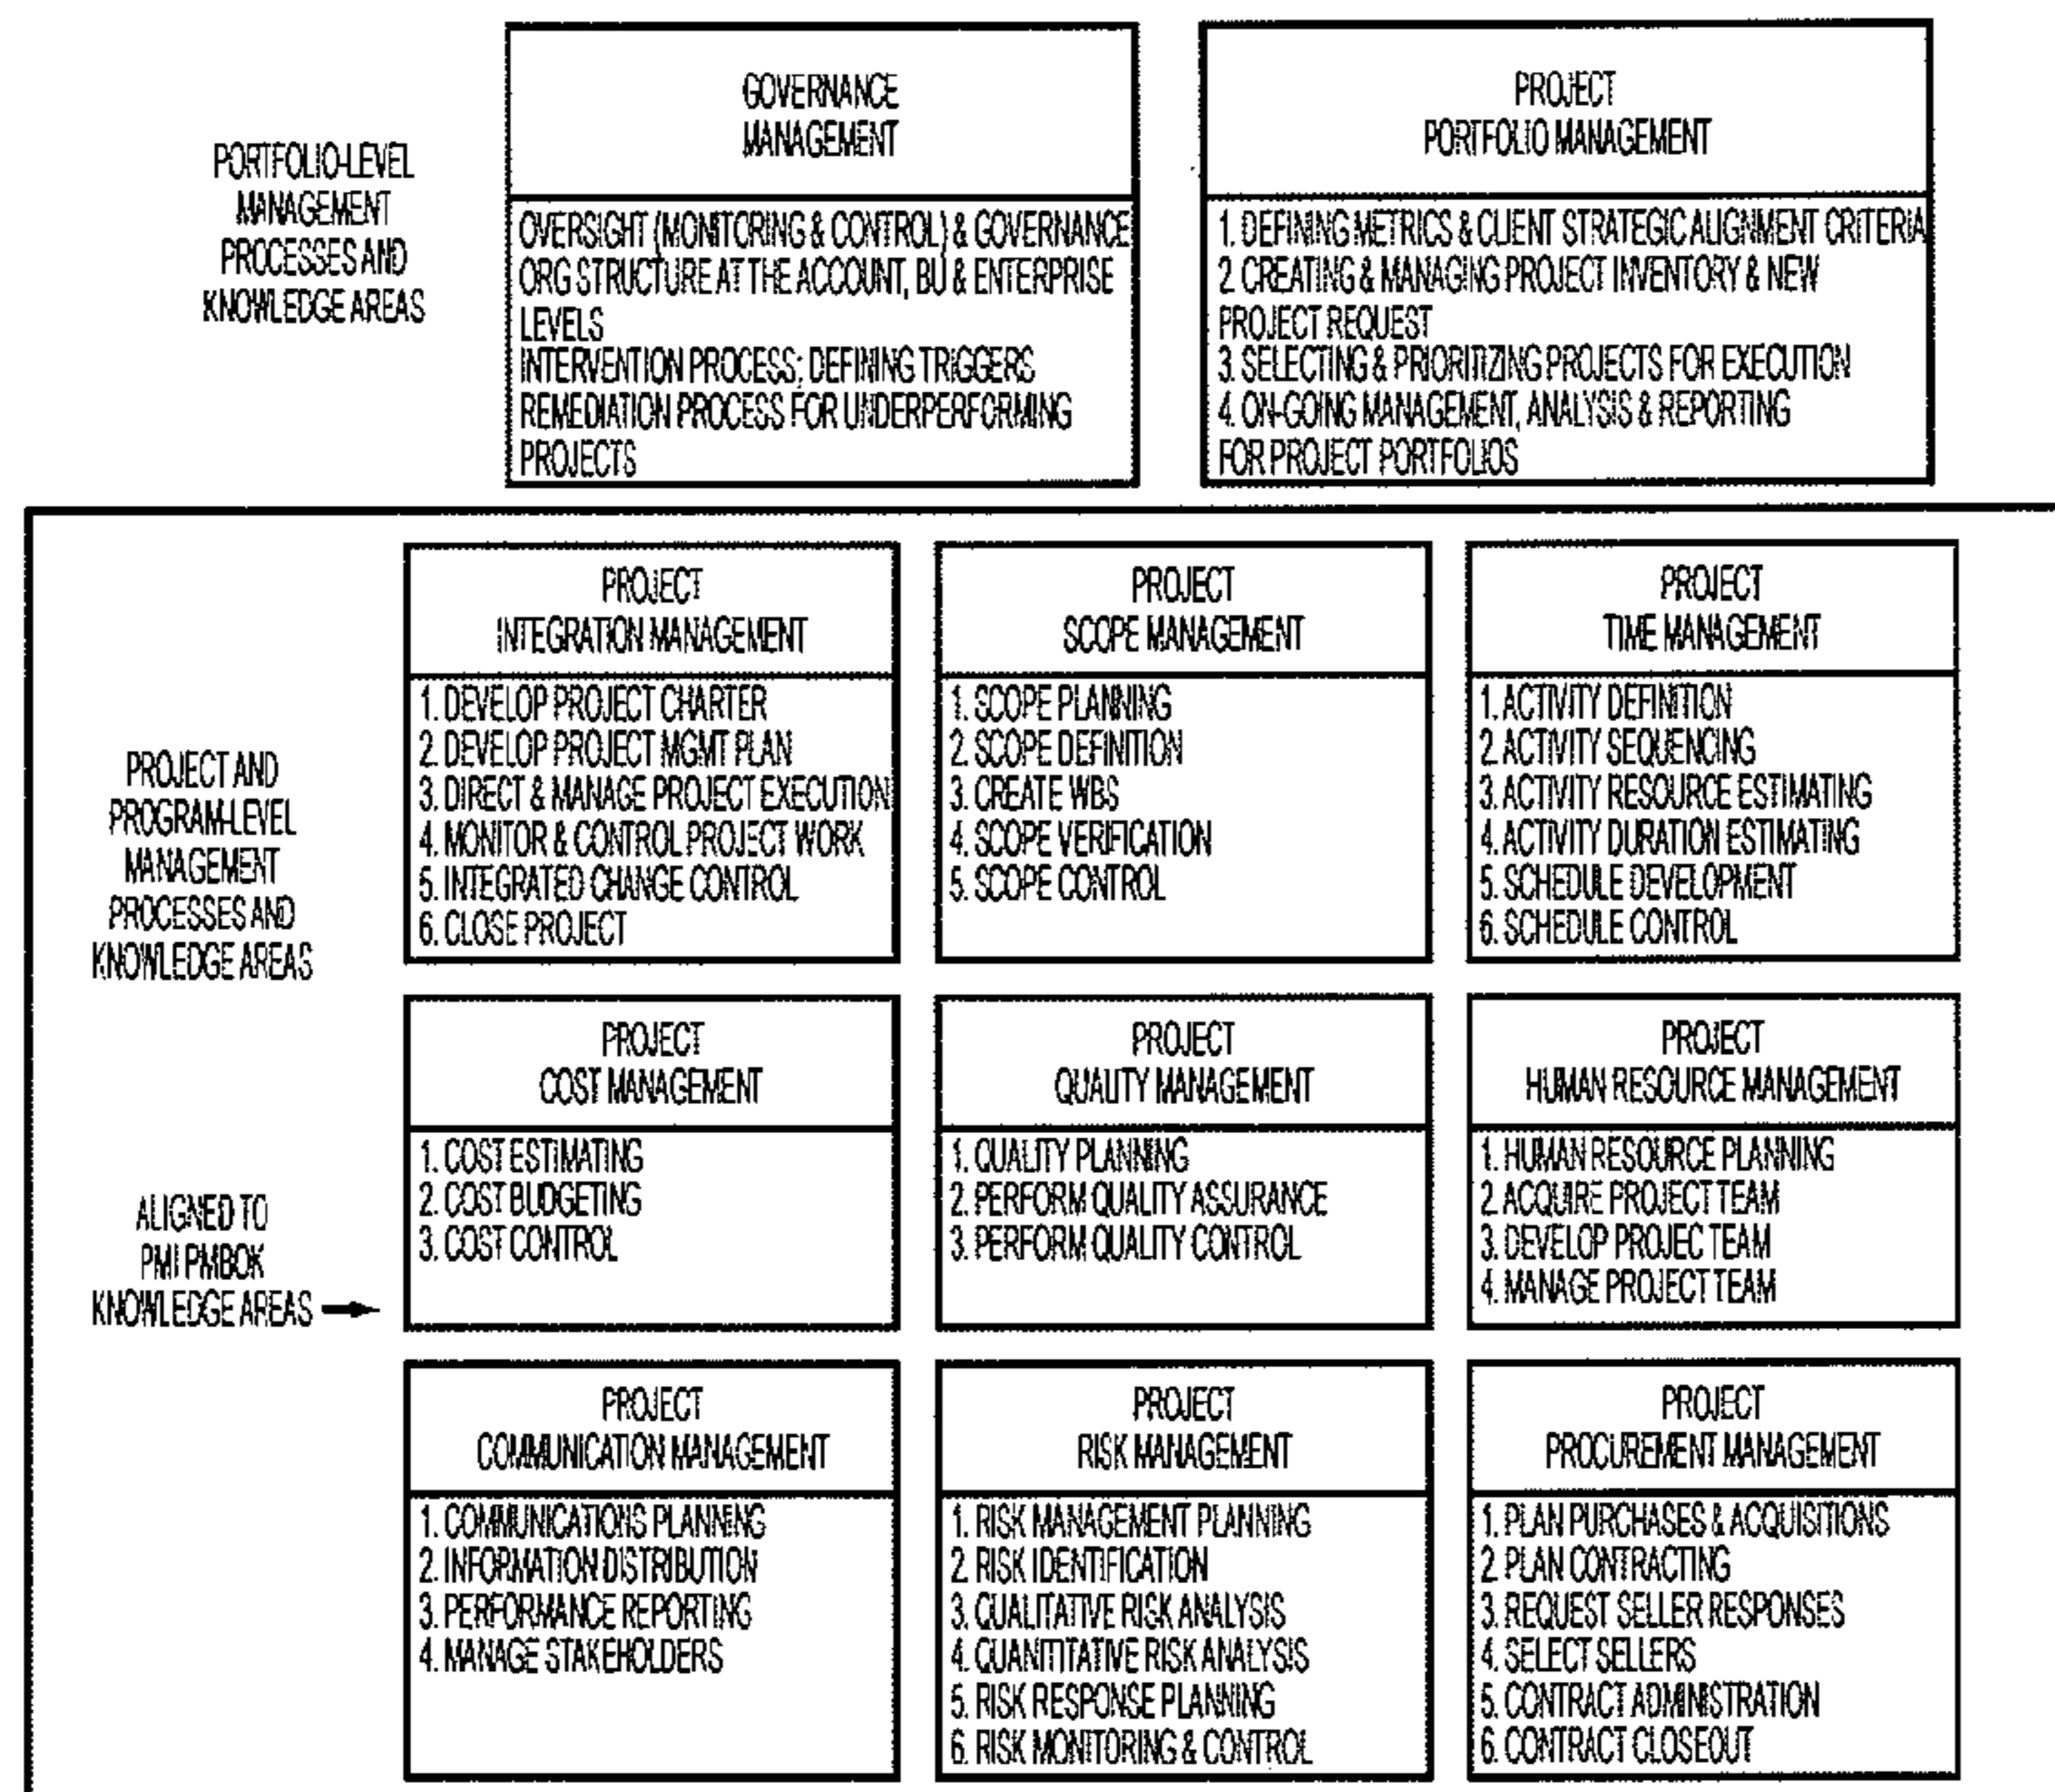 PORTFOLIO-LEVEL
MANAGEMENT
PROCESSES AND
KNOWLEDGE AREAS
GOVERNANCE
MANAGEMENT
OVERSIGHT (MONITORING & CONTROL) & GOVERNANCE
ORG STRUCTURE AT THE ACCOUNT, BU & ENTERPRISE
LEVELS
INTERVENTION PROCESS; DEFINING TRIGGERS
REMEDIATION PROCESS FOR UNDERPERFORMING
PROJECTS
PROJECT
PORTFOLIO MANAGEMENT
1. DEFINING METRICS & CLIENT STRATEGIC ALIGNMENT CRITERIA
2. CREATING & MANAGING PROJECT INVENTORY & NEW
PROJECT REQUEST
3. SELECTING & PRIORITIZING PROJECTS FOR EXECUTION
4. ON-GOING MANAGEMENT, ANALYSIS & REPORTING
FOR PROJECT PORTFOLIOS
PROJECT AND
PROGRAM-LEVEL
MANAGEMENT
PROCESSES AND
KNOWLEDGE AREAS
ALIGNED TO
PMI PMBOK
KNOWLEDGE AREAS
PROJECT
INTEGRATION MANAGEMENT
1. DEVELOP PROJECT CHARTER
2. DEVELOP PROJECT MGMT PLAN
3. DIRECT & MANAGE PROJECT EXECUTION
4. MONITOR & CONTROL PROJECT WORK
5. INTEGRATED CHANGE CONTROL
6. CLOSE PROJECT
PROJECT
SCOPE MANAGEMENT
1. SCOPE PLANNING
2. SCOPE DEFINITION
3. CREATE WBS
4. SCOPE VERIFICATION
5. SCOPE CONTROL
PROJECT
TIME MANAGEMENT
1. ACTIVITY DEFINITION
2. ACTIVITY SEQUENCING
3. ACTIVITY RESOURCE ESTIMATING
4. ACTIVITY DURATION ESTIMATING
5. SCHEDULE DEVELOPMENT
6. SCHEDULE CONTROL
PROJECT
COST MANAGEMENT
1. COST ESTIMATING
2. COST BUDGETING
3. COST CONTROL
PROJECT
QUALITY MANAGEMENT
1. QUALITY PLANNING
2. PERFORM QUALITY ASSURANCE
3. PERFORM QUALITY CONTROL
PROJECT
HUMAN RESOURCE MANAGEMENT
1. HUMAN RESOURCE PLANNING
2. ACQUIRE PROJECT TEAM
3. DEVELOP PROJEC TEAM
4. MANAGE PROJECT TEAM
PROJECT
COMMUNICATION MANAGEMENT
1. COMMUNICATIONS PLANNING
2. INFORMATION DISTRIBUTION
3. PERFORMANCE REPORTING
4. MANAGE STAKEHOLDERS
PROJECT
RISK MANAGEMENT
1. RISK MANAGEMENT PLANNING
2. RISK IDENTIFICATION
3. QUALITATIVE RISK ANALYSIS
4. QUANTITATIVE RISK ANALYSIS
5. RISK RESPONSE PLANNING
6. RISK MONITORING & CONTROL
PROJECT
PROCUREMENT MANAGEMENT
1. PLAN PURCHASES & ACQUISITIONS
2. PLAN CONTRACTING
3. REQUEST SELLER RESPONSES
4. SELECT SELLERS
5. CONTRACT ADMINISTRATION
6. CONTRACT CLOSEOUT